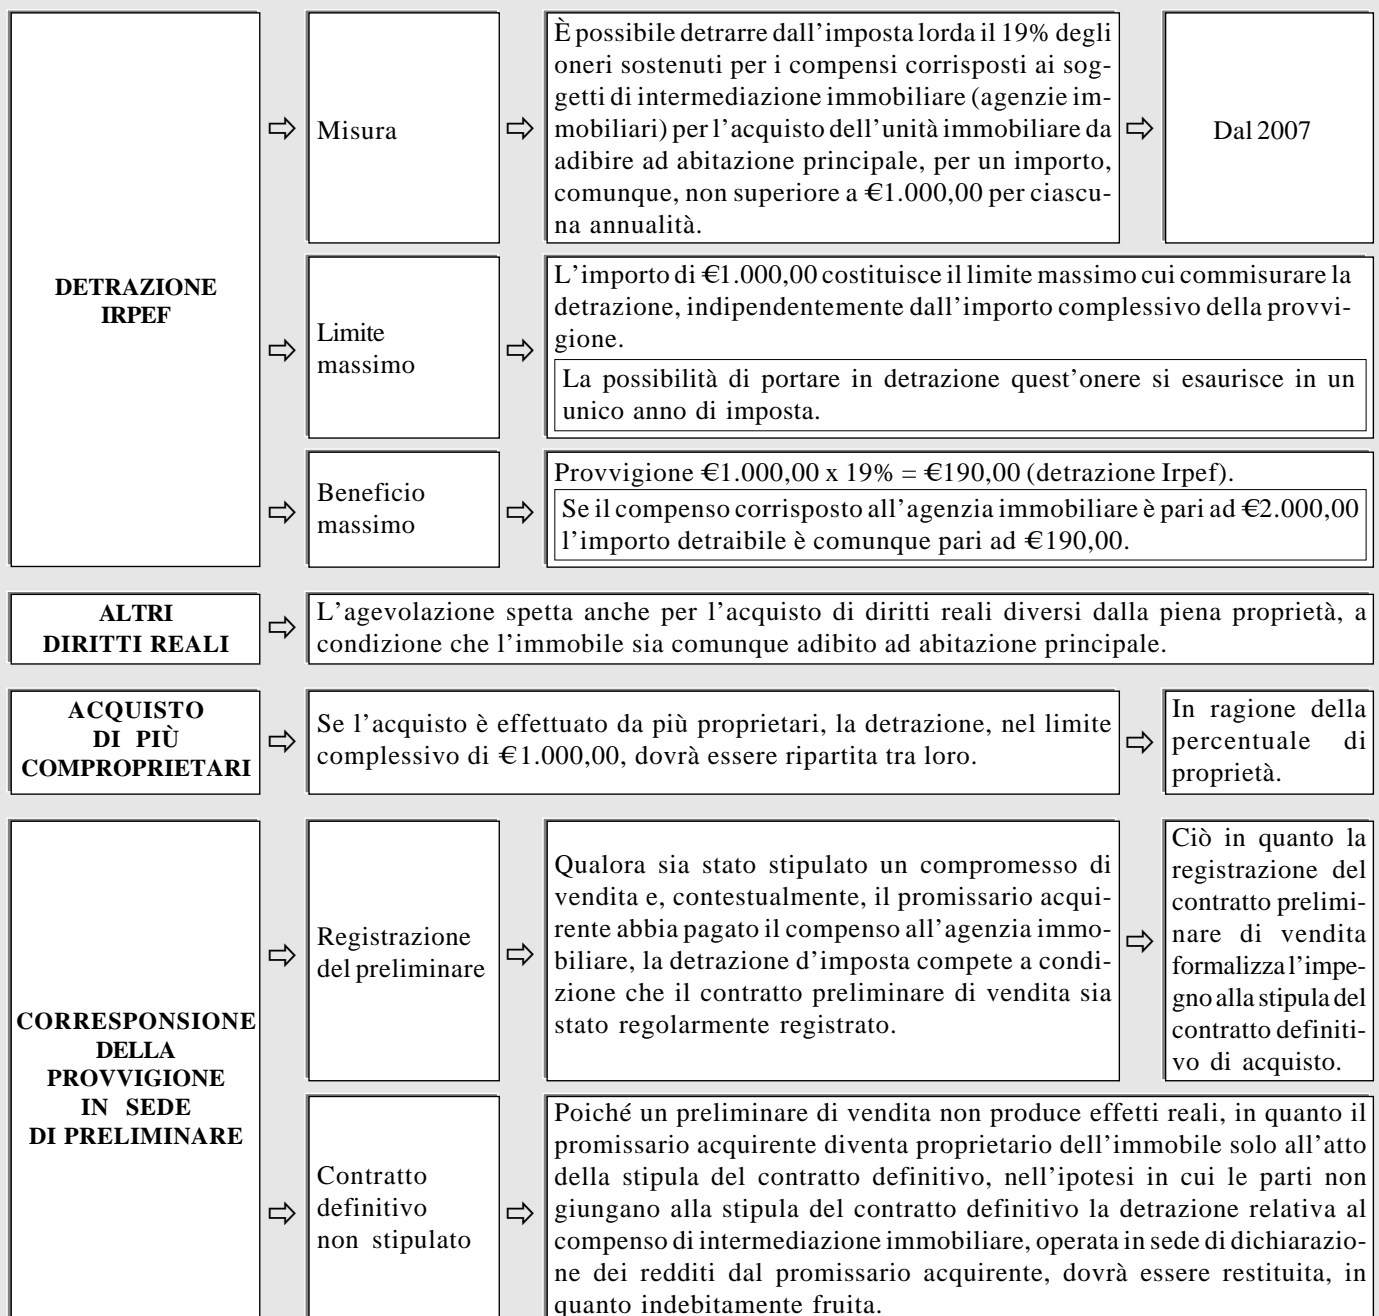 DETRAZIONE
IRPEF
Misura
È possibile detrarre dall'imposta lorda il 19% degli
oneri sostenuti per i compensi corrisposti ai sog-
getti di intermediazione immobiliare (agenzie im-
mobiliari) per l'acquisto dell'unità immobiliare da
adibire ad abitazione principale, per un importo,
comunque, non superiore a €1.000,00 per ciascu-
na annualità.
Dal 2007
Limite
massimo
L'importo di €1.000,00 costituisce il limite massimo cui commisurare la
detrazione, indipendentemente dall'importo complessivo della provvi-
gione.
La possibilità di portare in detrazione quest'onere si esaurisce in un
unico anno di imposta.
Beneficio
massimo
Provvigione €1.000,00 x 19% = €190,00 (detrazione Irpef).
Se il compenso corrisposto all'agenzia immobiliare è pari ad €2.000,00
l'importo detraibile è comunque pari ad €190,00.
ALTRI
DIRITTI REALI
L'agevolazione spetta anche per l'acquisto di diritti reali diversi dalla piena proprietà, a
condizione che l'immobile sia comunque adibito ad abitazione principale.
ACQUISTO
DI PIÙ
COMPROPRIETARI
Se l'acquisto è effettuato da più proprietari, la detrazione, nel limite
complessivo di €1.000,00, dovrà essere ripartita tra loro.
In ragione della
percentuale di
proprietà.
CORRESPONSIONE
DELLA
PROVVIGIONE
IN SEDE
DI PRELIMINARE
Registrazione
del preliminare
Qualora sia stato stipulato un compromesso di
vendita e, contestualmente, il promissario acqui-
rente abbia pagato il compenso all'agenzia immo-
biliare, la detrazione d'imposta compete a condi-
zione che il contratto preliminare di vendita sia
stato regolarmente registrato.
Ciò in quanto la
registrazione del
contratto prelimi-
nare di vendita
formalizza l'impe-
gno alla stipula del
contratto definiti-
vo di acquisto.
Contratto
definitivo
non stipulato
Poiché un preliminare di vendita non produce effetti reali, in quanto il
promissario acquirente diventa proprietario dell'immobile solo all'atto
della stipula del contratto definitivo, nell'ipotesi in cui le parti non
giungano alla stipula del contratto definitivo la detrazione relativa al
compenso di intermediazione immobiliare, operata in sede di dichiarazio-
ne dei redditi dal promissario acquirente, dovrà essere restituita, in
quanto indebitamente fruita.